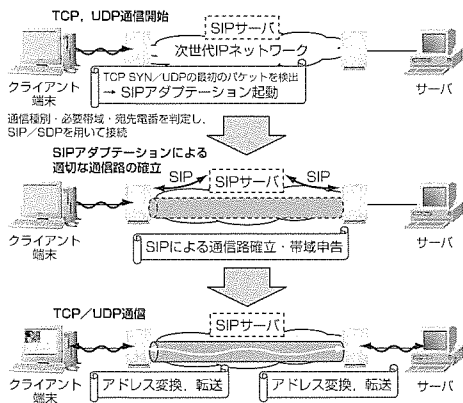 TCP，UDP通信開始
SIPサーバ
次世代IPネットワーク
クライアント
端末
TCP SYN／UDPの最初のパケットを検出
→ SIPアダプテーション起動
サーバ
通信種別・必要帯域・宛先電番を判定し，
SIP／SDPを用いて接続
SIPアダプテーションによる
適切な通信路の確立
SIP
SIPサーバ
SIP
クライアント
端末
SIPによる通信路確立・帯域申告
サーバ
TCP／UDP通信
SIPサーバ
クライアント
端末
アドレス変換，転送
アドレス変換，転送
サーバ